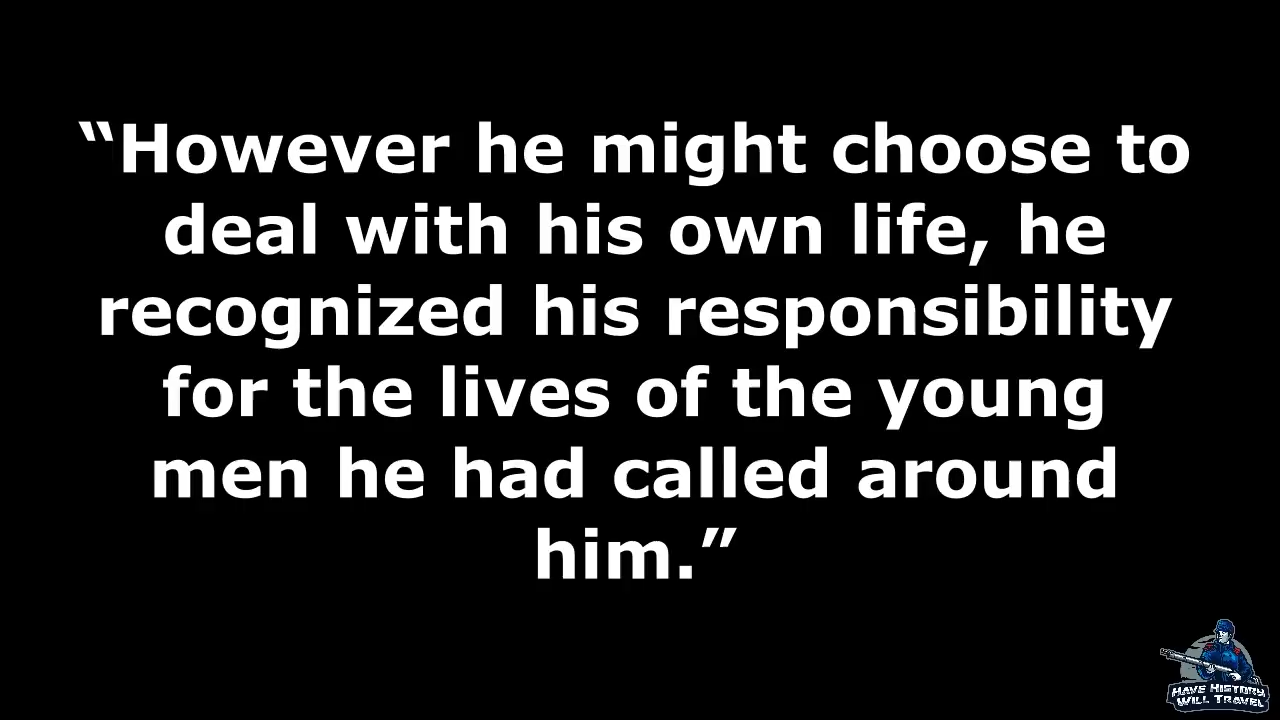 “However he might choose to
deal with his own life, he
recognized his responsibility
for the lives of the young
men he had called around
him.”
HAVE HISTORY
WILL TRAVEL